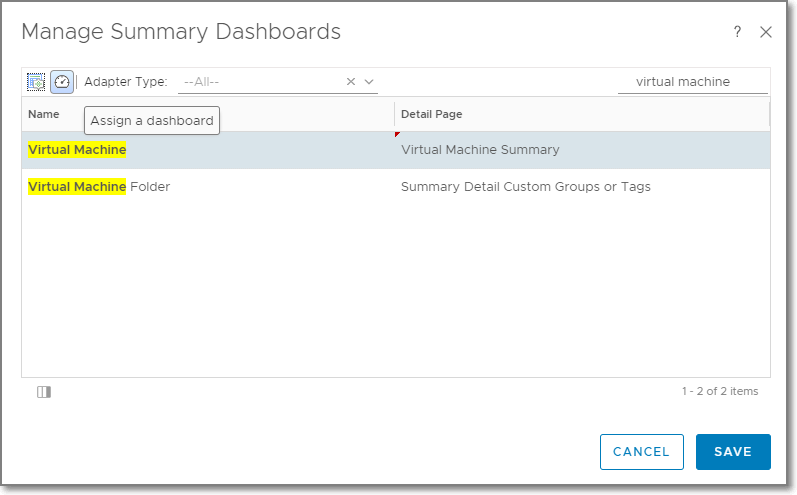 Manage Summary Dashboards
?
Adapter Type: --All--
virtual machine
Name
Detail Page
Assign a dashboard
Virtual Machine
Virtual Machine Summary
Virtual Machine Folder
Summary Detail Custom Groups or Tags
1 - 2 of 2 items
CANCEL
SAVE